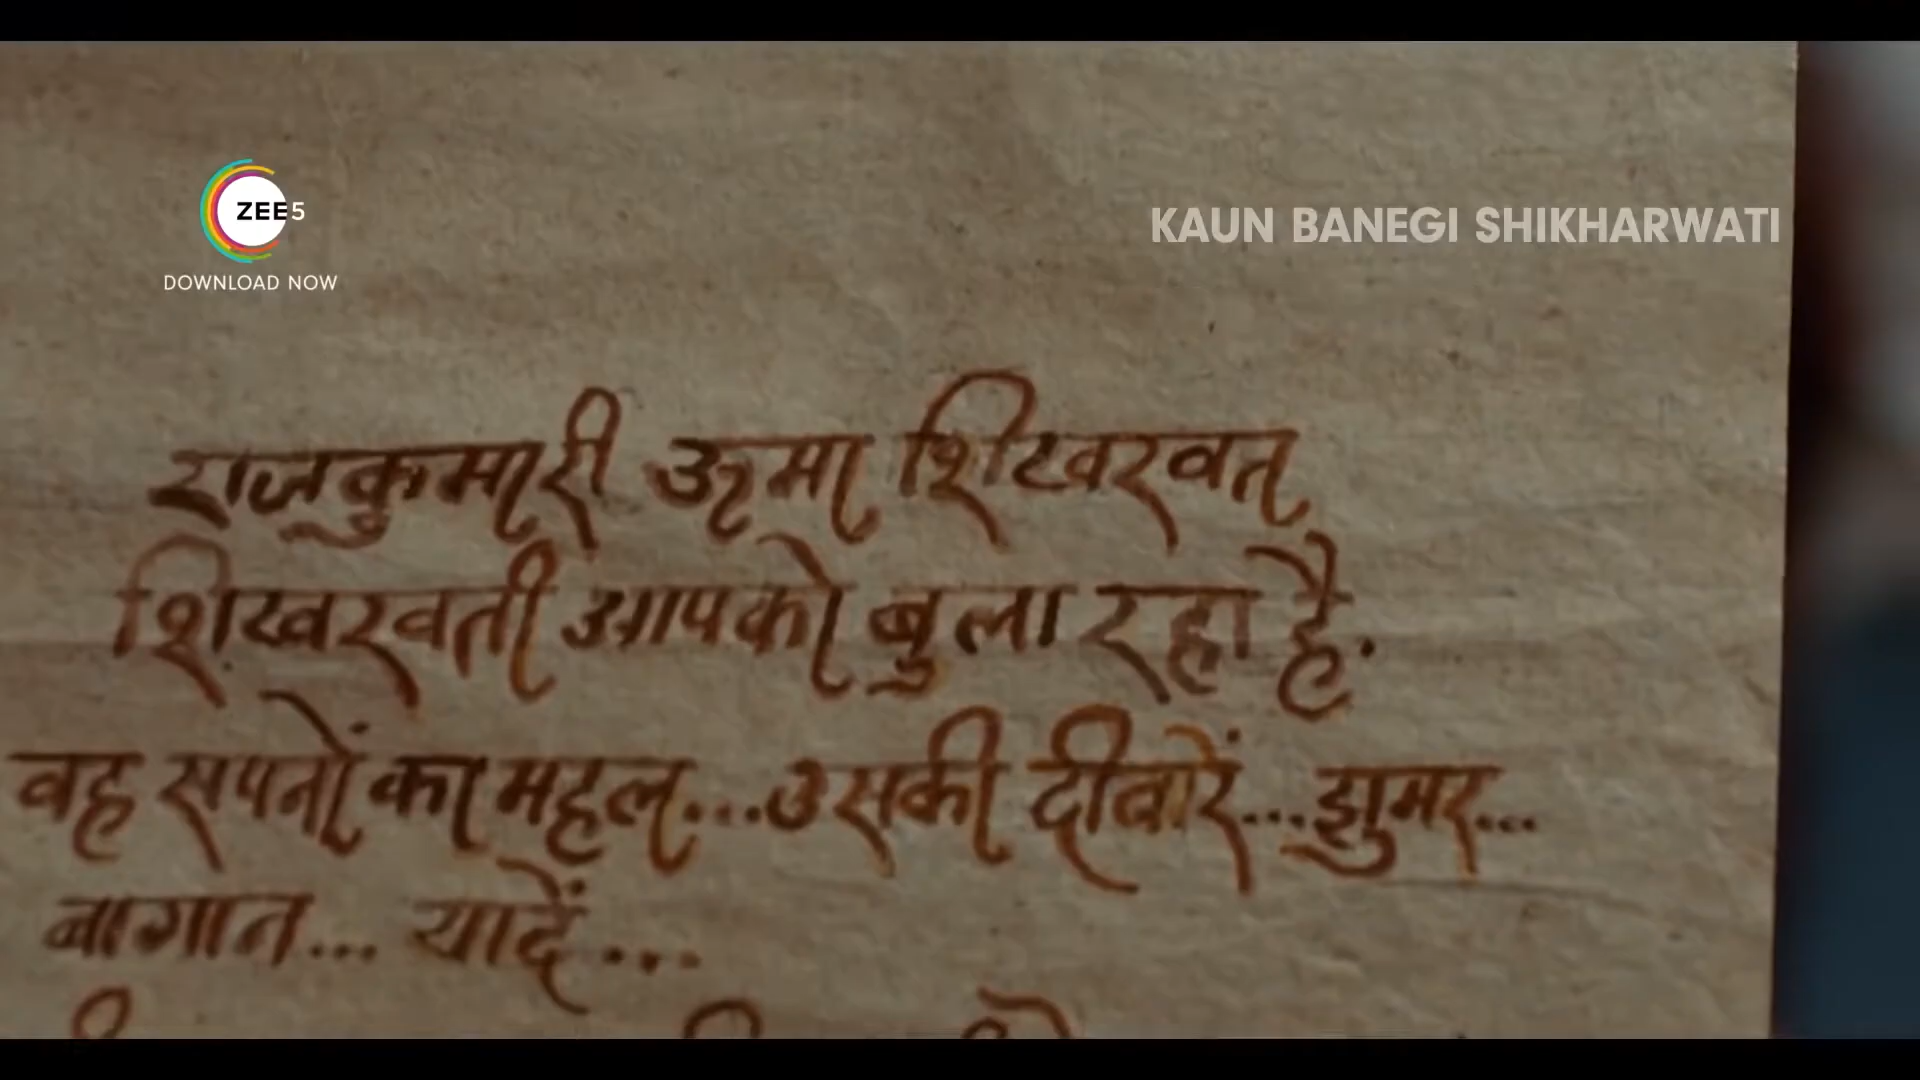 ZEE5
DOWNLOAD NOW
KAUN BANEGI SHIKHARWATI
राजकुमारी ऊमा शिखरवत
शिखरवती आपको बुला रहा है.
वह सपनों का महल...उसकी दीवारें...झुमर...
बागान... यादें...